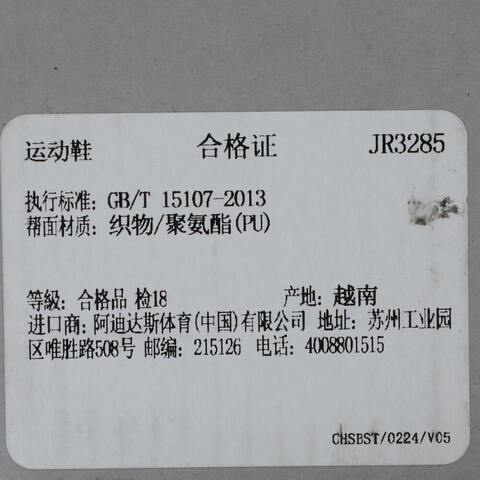 运动鞋 合格证 JR3285
执行标准: GB/T 15107-2013
帮面材质: 织物/聚氨酯(PU)
等级: 合格品 检18 产地: 越南
进口商: 阿迪达斯体育(中国)有限公司 地址: 苏州工业园
区唯胜路508号 邮编: 215126 电话: 4008801515
CHSBST/0224/V05